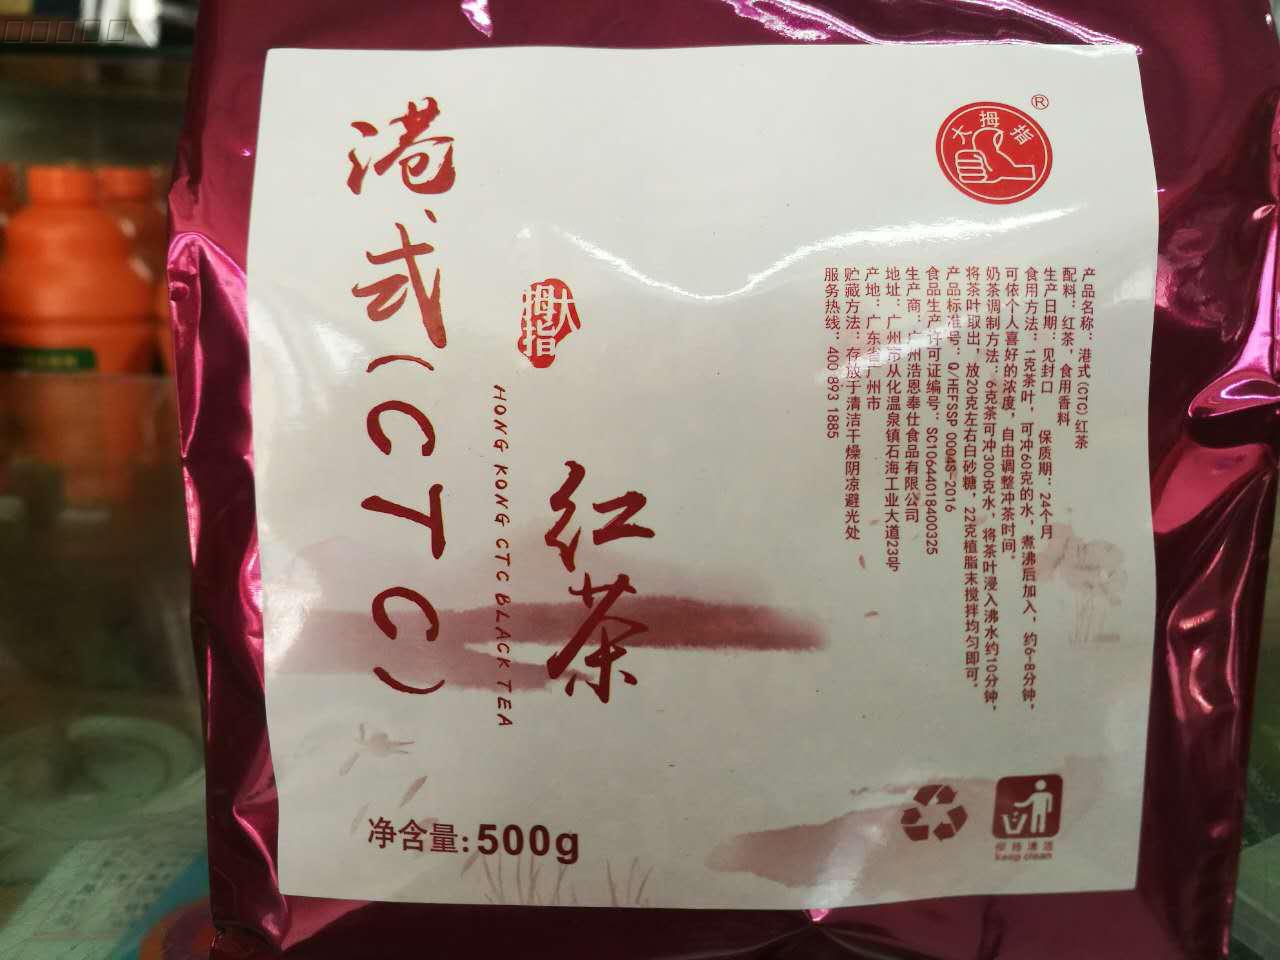 港式(CTC)
大拇指
HONG KONG CTC BLACK TEA
红茶
大拇指
®
产品名称：港式(CTC)红茶
配料：红茶，食用香料
生产日期：见封口 保质期：24个月
食用方法：1克茶叶，可冲60克的水，煮沸后加入，约6-8分钟，
可依个人喜好的浓度，自由调整冲茶时间。
奶茶调制方法：6克茶可冲300克水，将茶叶浸入沸水约10分钟，
将茶叶取出，放20克左右白砂糖，22克植脂末搅拌均匀即可。
产品标准号：Q/HEFSSP 0004S-2016
食品生产许可证编号：SC10644018400325
生产商：广州浩恩奉仕食品有限公司
地址：广州市从化温泉镇石海工业大道23号
产地：广东省广州市
贮藏方法：存放于清洁干燥阴凉避光处
服务热线：400 893 1885
净含量：500g
保持清洁
keep clean